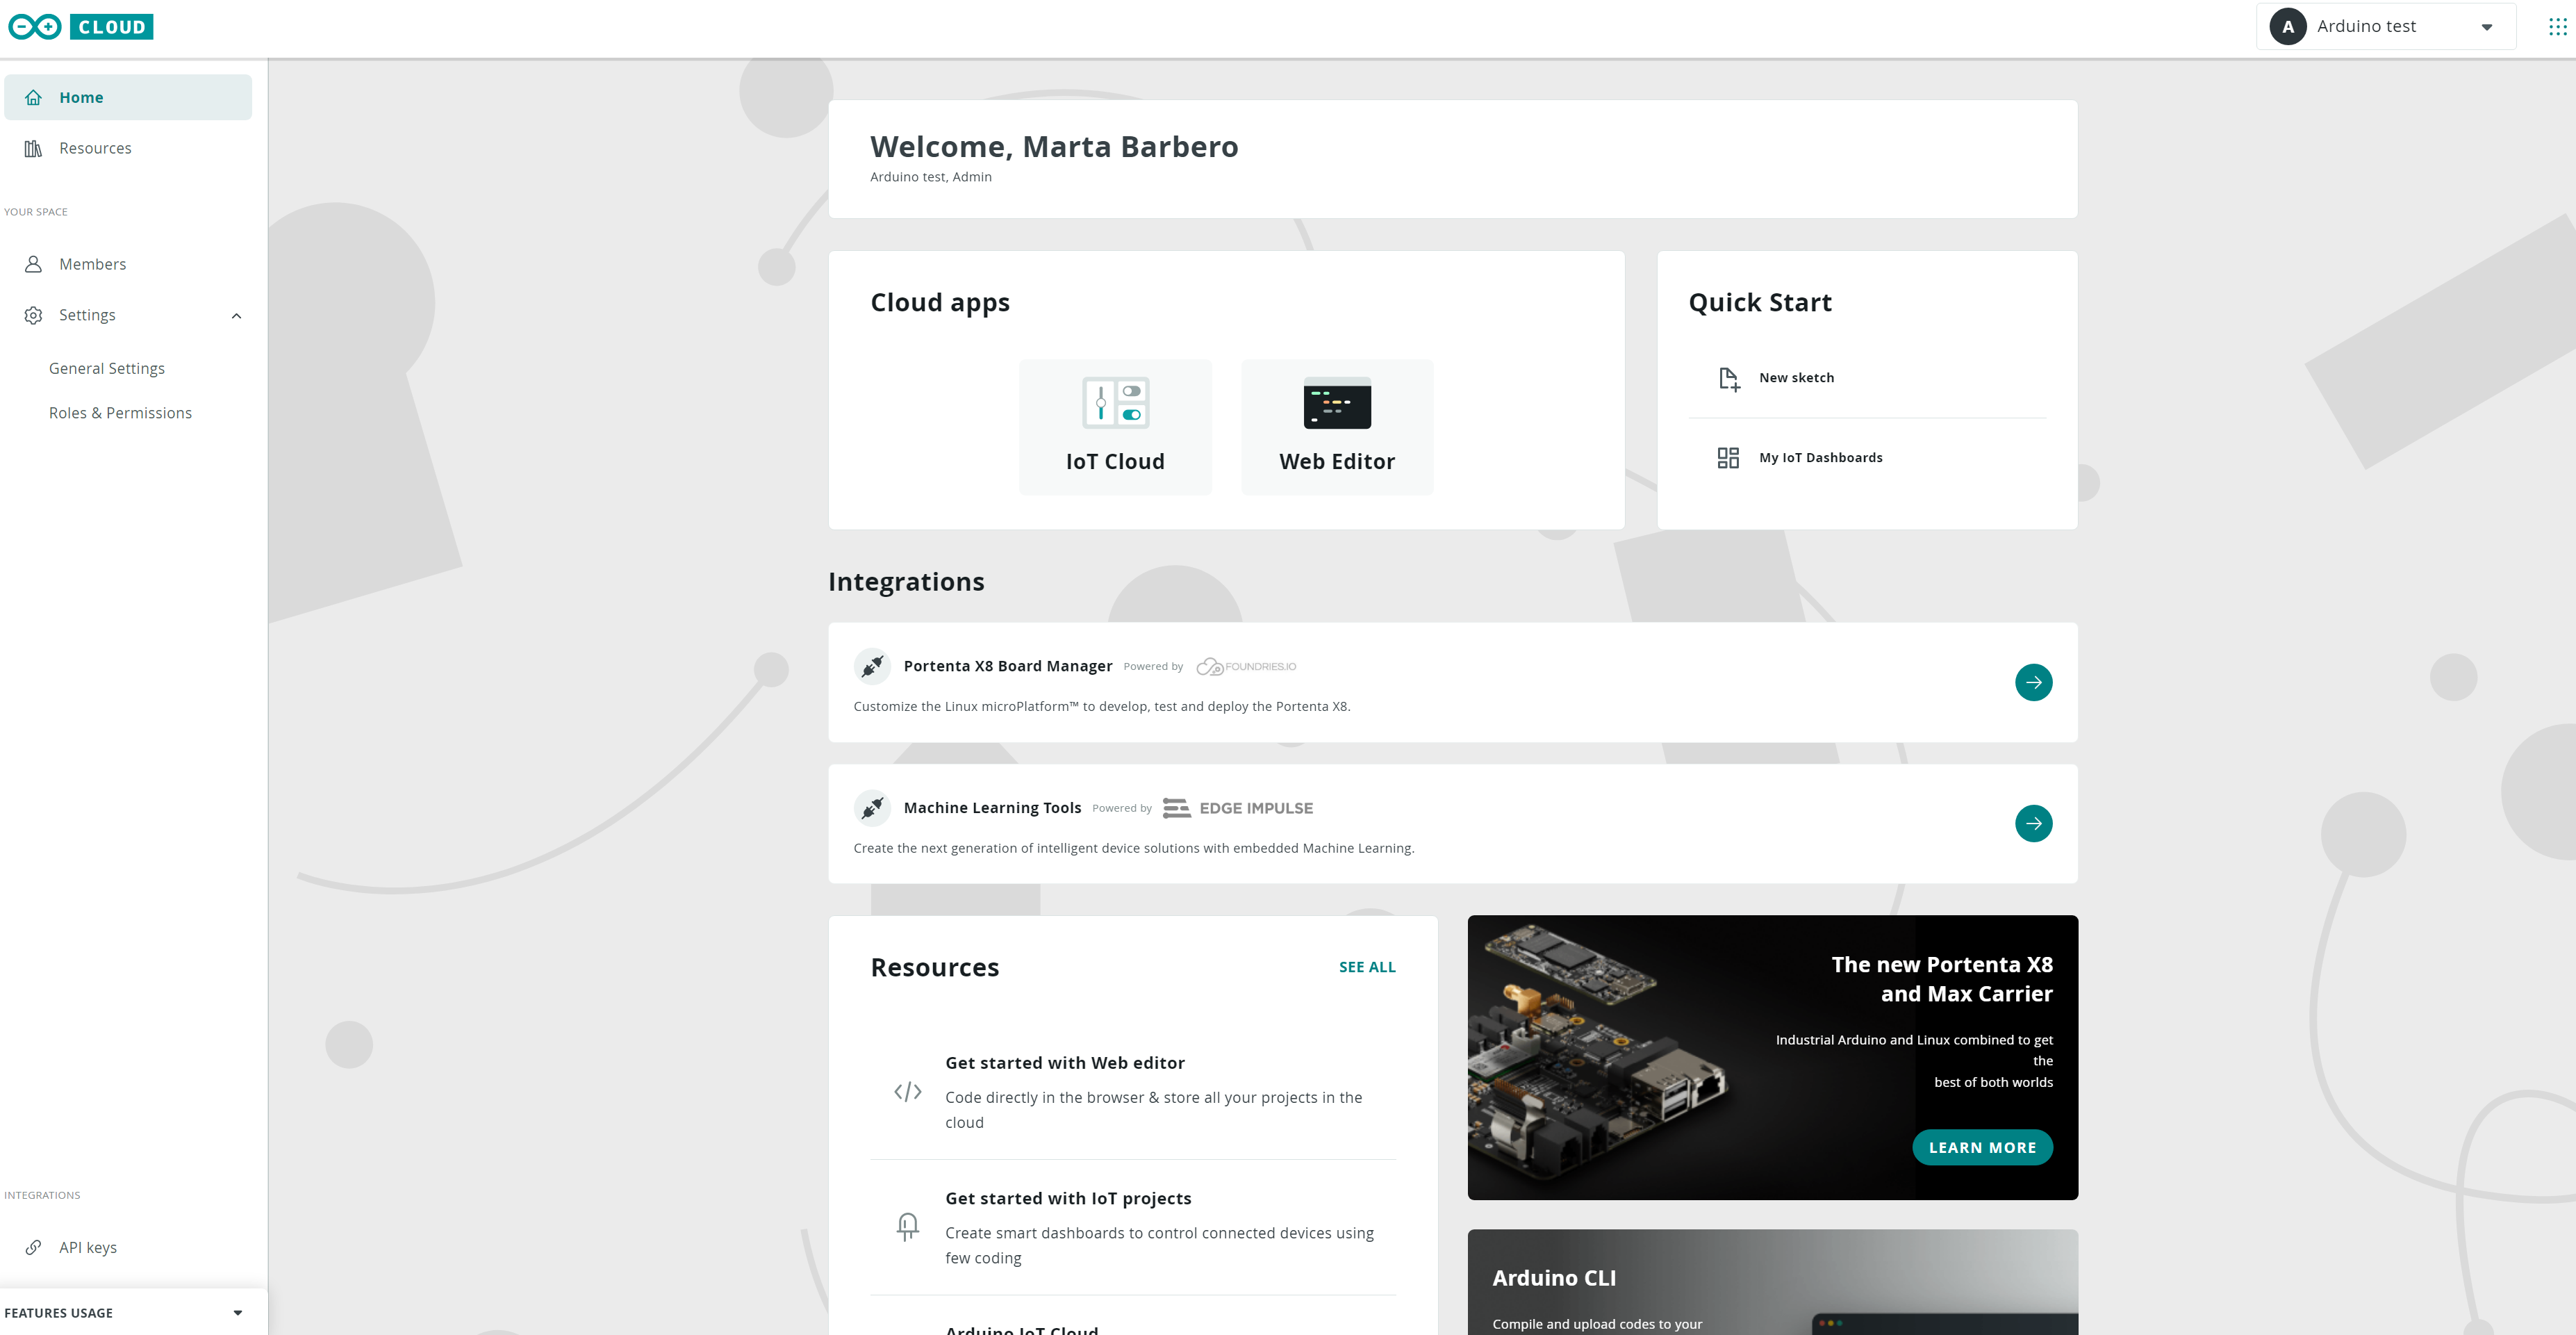 CLOUD
A Arduino test
Home
Resources
YOUR SPACE
Members
Settings
General Settings
Roles & Permissions
INTEGRATIONS
API keys
FEATURES USAGE
Welcome, Marta Barbero
Arduino test, Admin
Cloud apps
IoT Cloud
Web Editor
Quick Start
New sketch
My IoT Dashboards
Integrations
Portenta X8 Board Manager Powered by FOUNDRIES.IO
Customize the Linux microPlatform™ to develop, test and deploy the Portenta X8.
Machine Learning Tools Powered by EDGE IMPULSE
Create the next generation of intelligent device solutions with embedded Machine Learning.
Resources
SEE ALL
Get started with Web editor
Code directly in the browser & store all your projects in the
cloud
Get started with IoT projects
Create smart dashboards to control connected devices using
few coding
Arduino IoT Cloud
The new Portenta X8
and Max Carrier
Industrial Arduino and Linux combined to get
the
best of both worlds
LEARN MORE
Arduino CLI
Compile and upload codes to your